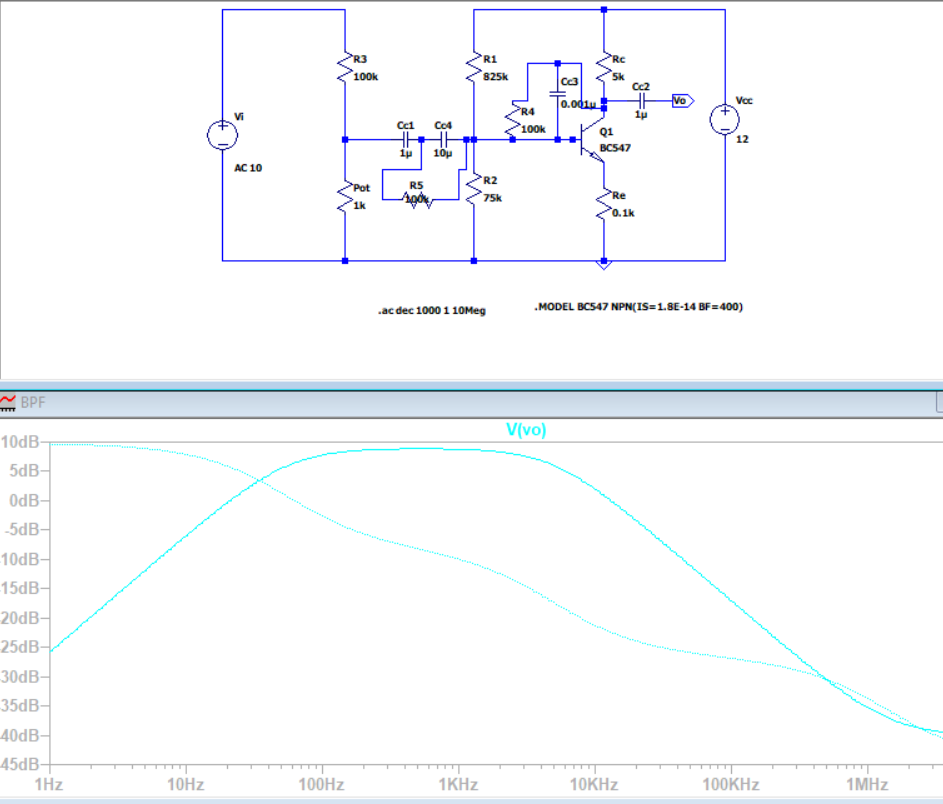 R3
100k
R1
825k
Rc
5k
Cc3
0.001µ
Cc2
1µ
Vo
Vcc
12
Vi
AC 10
Cc1
1µ
Cc4
10µ
R4
100k
Q1
BC547
Pot
1k
R5
100k
R2
75k
Re
0.1k
.ac dec 1000 1 10Meg
.MODEL BC547 NPN(IS=1.8E-14 BF=400)
BPF
V(vo)
10dB
5dB
0dB
-5dB
10dB
15dB
20dB
25dB
30dB
35dB
40dB
45dB
1Hz 10Hz 100Hz 1KHz 10KHz 100KHz 1MHz